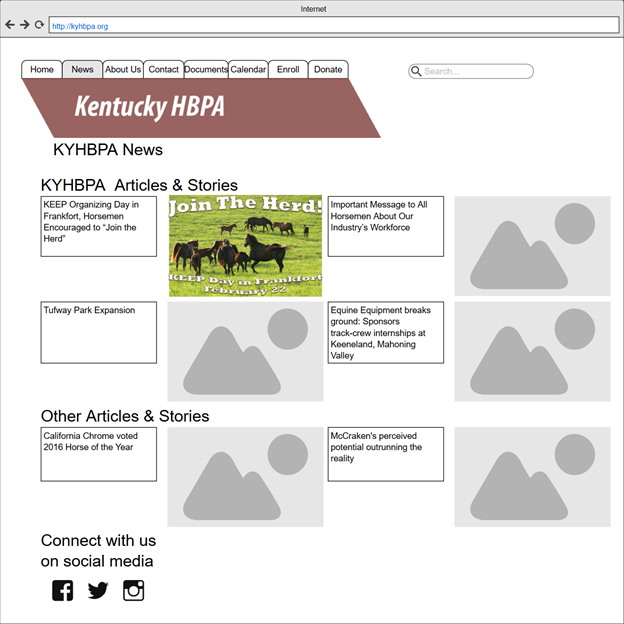 Internet
http://kyhbpa.org
Home News About Us Contact Documents Calendar Enroll Donate
Search...
Kentucky HBPA
KYHBPA News
KYHBPA Articles & Stories
KEEP Organizing Day in
Frankfort, Horsemen
Encouraged to “Join the
Herd”
Join The Herd!
KEEP Day in Frankfort
February 22
Important Message to All
Horsemen About Our
Industry's Workforce
Tufway Park Expansion
Equine Equipment breaks
ground: Sponsors
track-crew internships at
Keeneland, Mahoning
Valley
Other Articles & Stories
California Chrome voted
2016 Horse of the Year
McCraken's perceived
potential outrunning the
reality
Connect with us
on social media